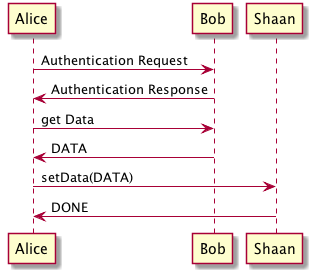 Alice Bob Shaan
Authentication Request
Authentication Response
get Data
DATA
setData(DATA)
DONE
Alice Bob Shaan